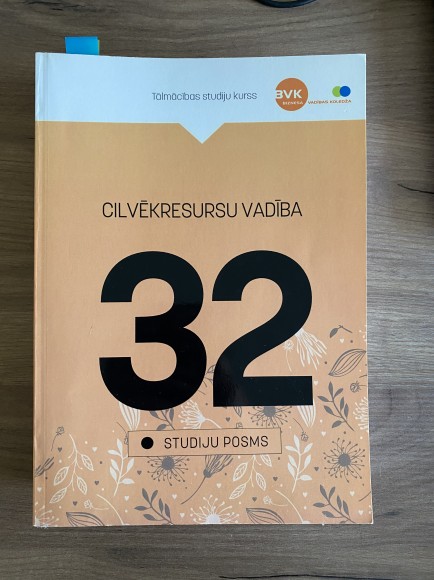 Tālmācības studiju kurss
BVK
BIZNESA VADĪBAS KOLEDŽA
CILVĒKRESURSU VADĪBA
32
STUDIJU POSMS